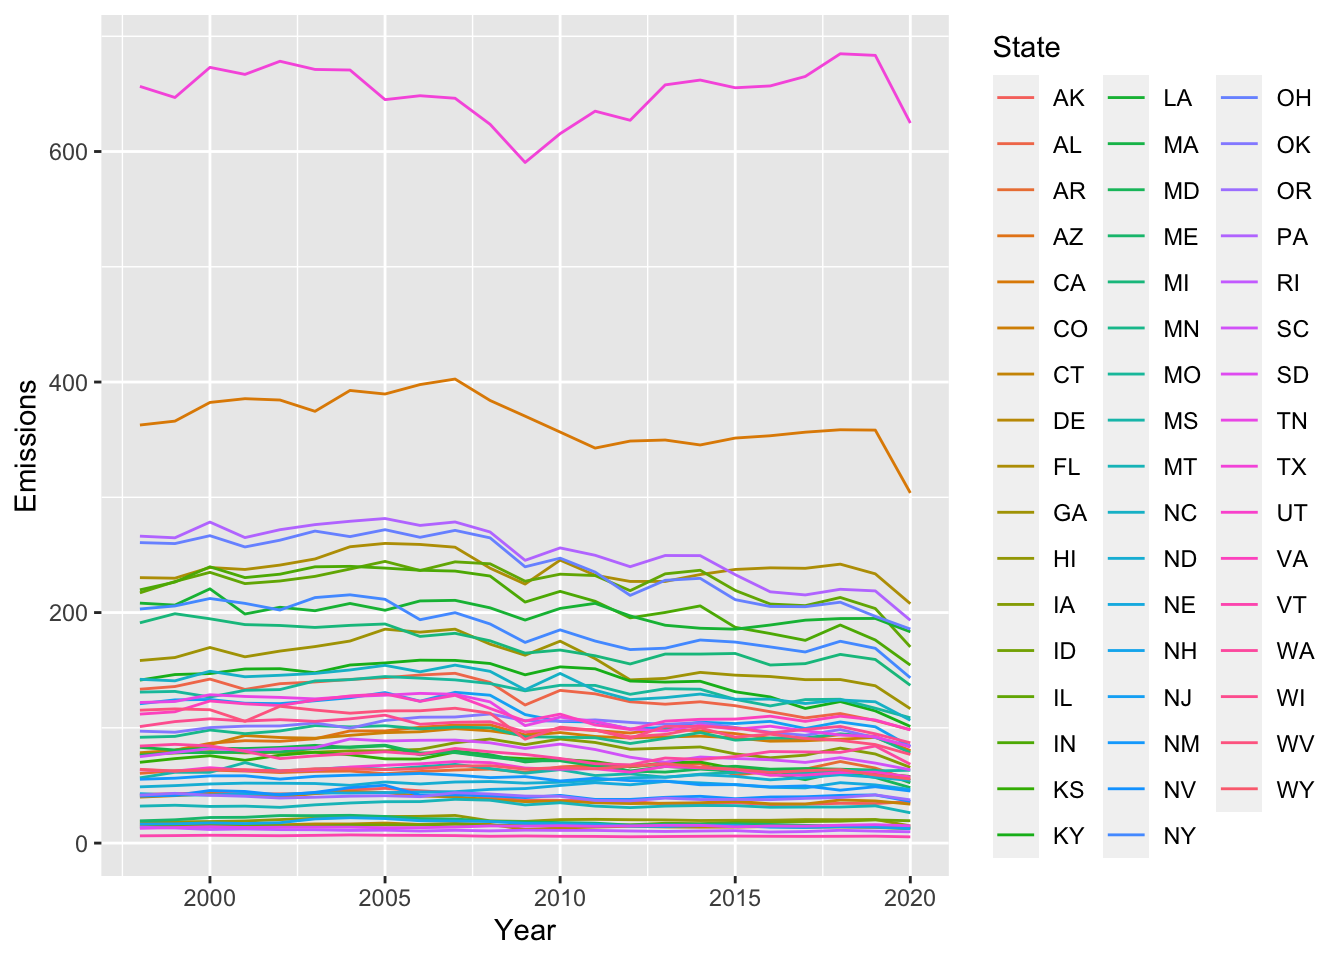 State
AK LA OH
AL MA OK
AR MD OR
AZ ME PA
CA MI RI
CO MN SC
CT MO SD
DE MS TN
FL MT TX
GA NC UT
HI ND VA
IA NE VT
ID NH WA
IL NJ WI
IN NM WV
KS NV WY
KY NY
600
400
200
0
Emissions
2000 2005 2010 2015 2020
Year